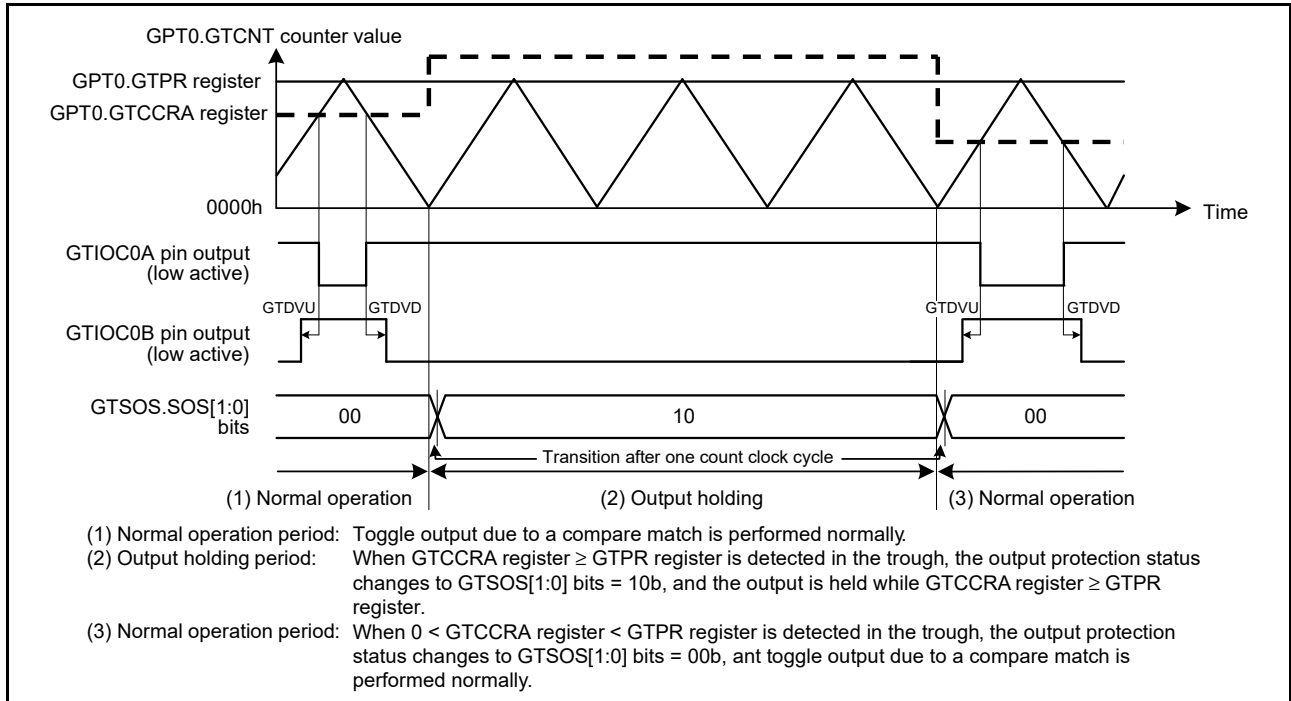 GPT0.GTCNT counter value
GPT0.GTPR register
GPT0.GTCCRA register
0000h
Time
GTIOC0A pin output
(low active)
GTDVU
GTDVD
GTDVU
GTDVD
GTIOC0B pin output
(low active)
GTSOS.SOS[1:0]
bits
00
10
00
Transition after one count clock cycle
(1) Normal operation
(2) Output holding
(3) Normal operation
(1) Normal operation period: Toggle output due to a compare match is performed normally.
(2) Output holding period: When GTCCRA register ≥ GTPR register is detected in the trough, the output protection status
changes to GTSOS[1:0] bits = 10b, and the output is held while GTCCRA register ≥ GTPR
register.
(3) Normal operation period: When 0 < GTCCRA register < GTPR register is detected in the trough, the output protection
status changes to GTSOS[1:0] bits = 00b, ant toggle output due to a compare match is
performed normally.